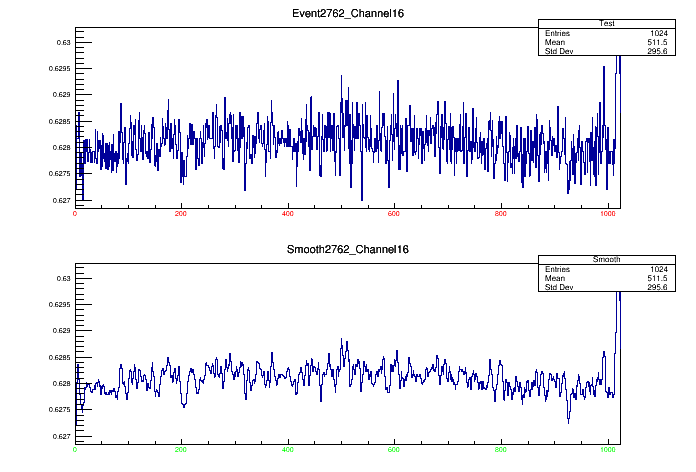 Event2762_Channel16
Test
Entries 1024
Mean 511.5
Std Dev 295.6
0.63
0.6295
0.629
0.6285
0.628
0.6275
0.627
0 200 400 600 800 1000
Smooth2762_Channel16
Smooth
Entries 1024
Mean 511.5
Std Dev 295.6
0.63
0.6295
0.629
0.6285
0.628
0.6275
0.627
0 200 400 600 800 1000